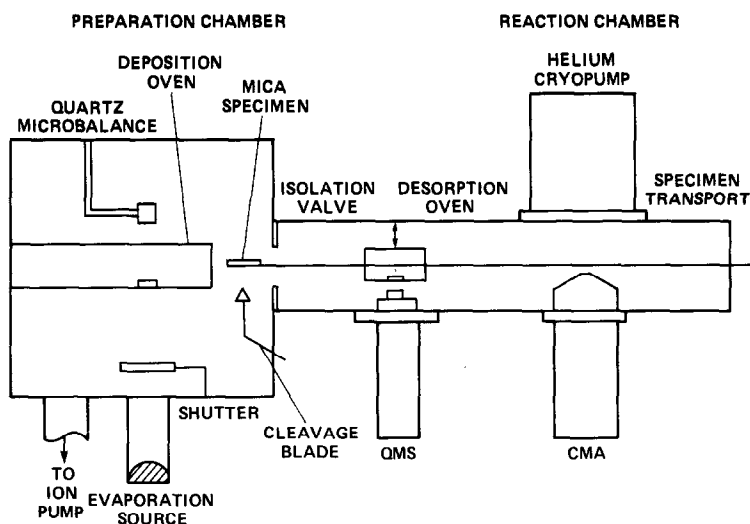 PREPARATION CHAMBER
REACTION CHAMBER
DEPOSITION
OVEN
MICA
SPECIMEN
HELIUM
CRYOPUMP
QUARTZ
MICROBALANCE
ISOLATION
VALVE
DESORPTION
OVEN
SPECIMEN
TRANSPORT
SHUTTER
CLEAVAGE
BLADE
QMS
CMA
TO
ION
PUMP
EVAPORATION
SOURCE